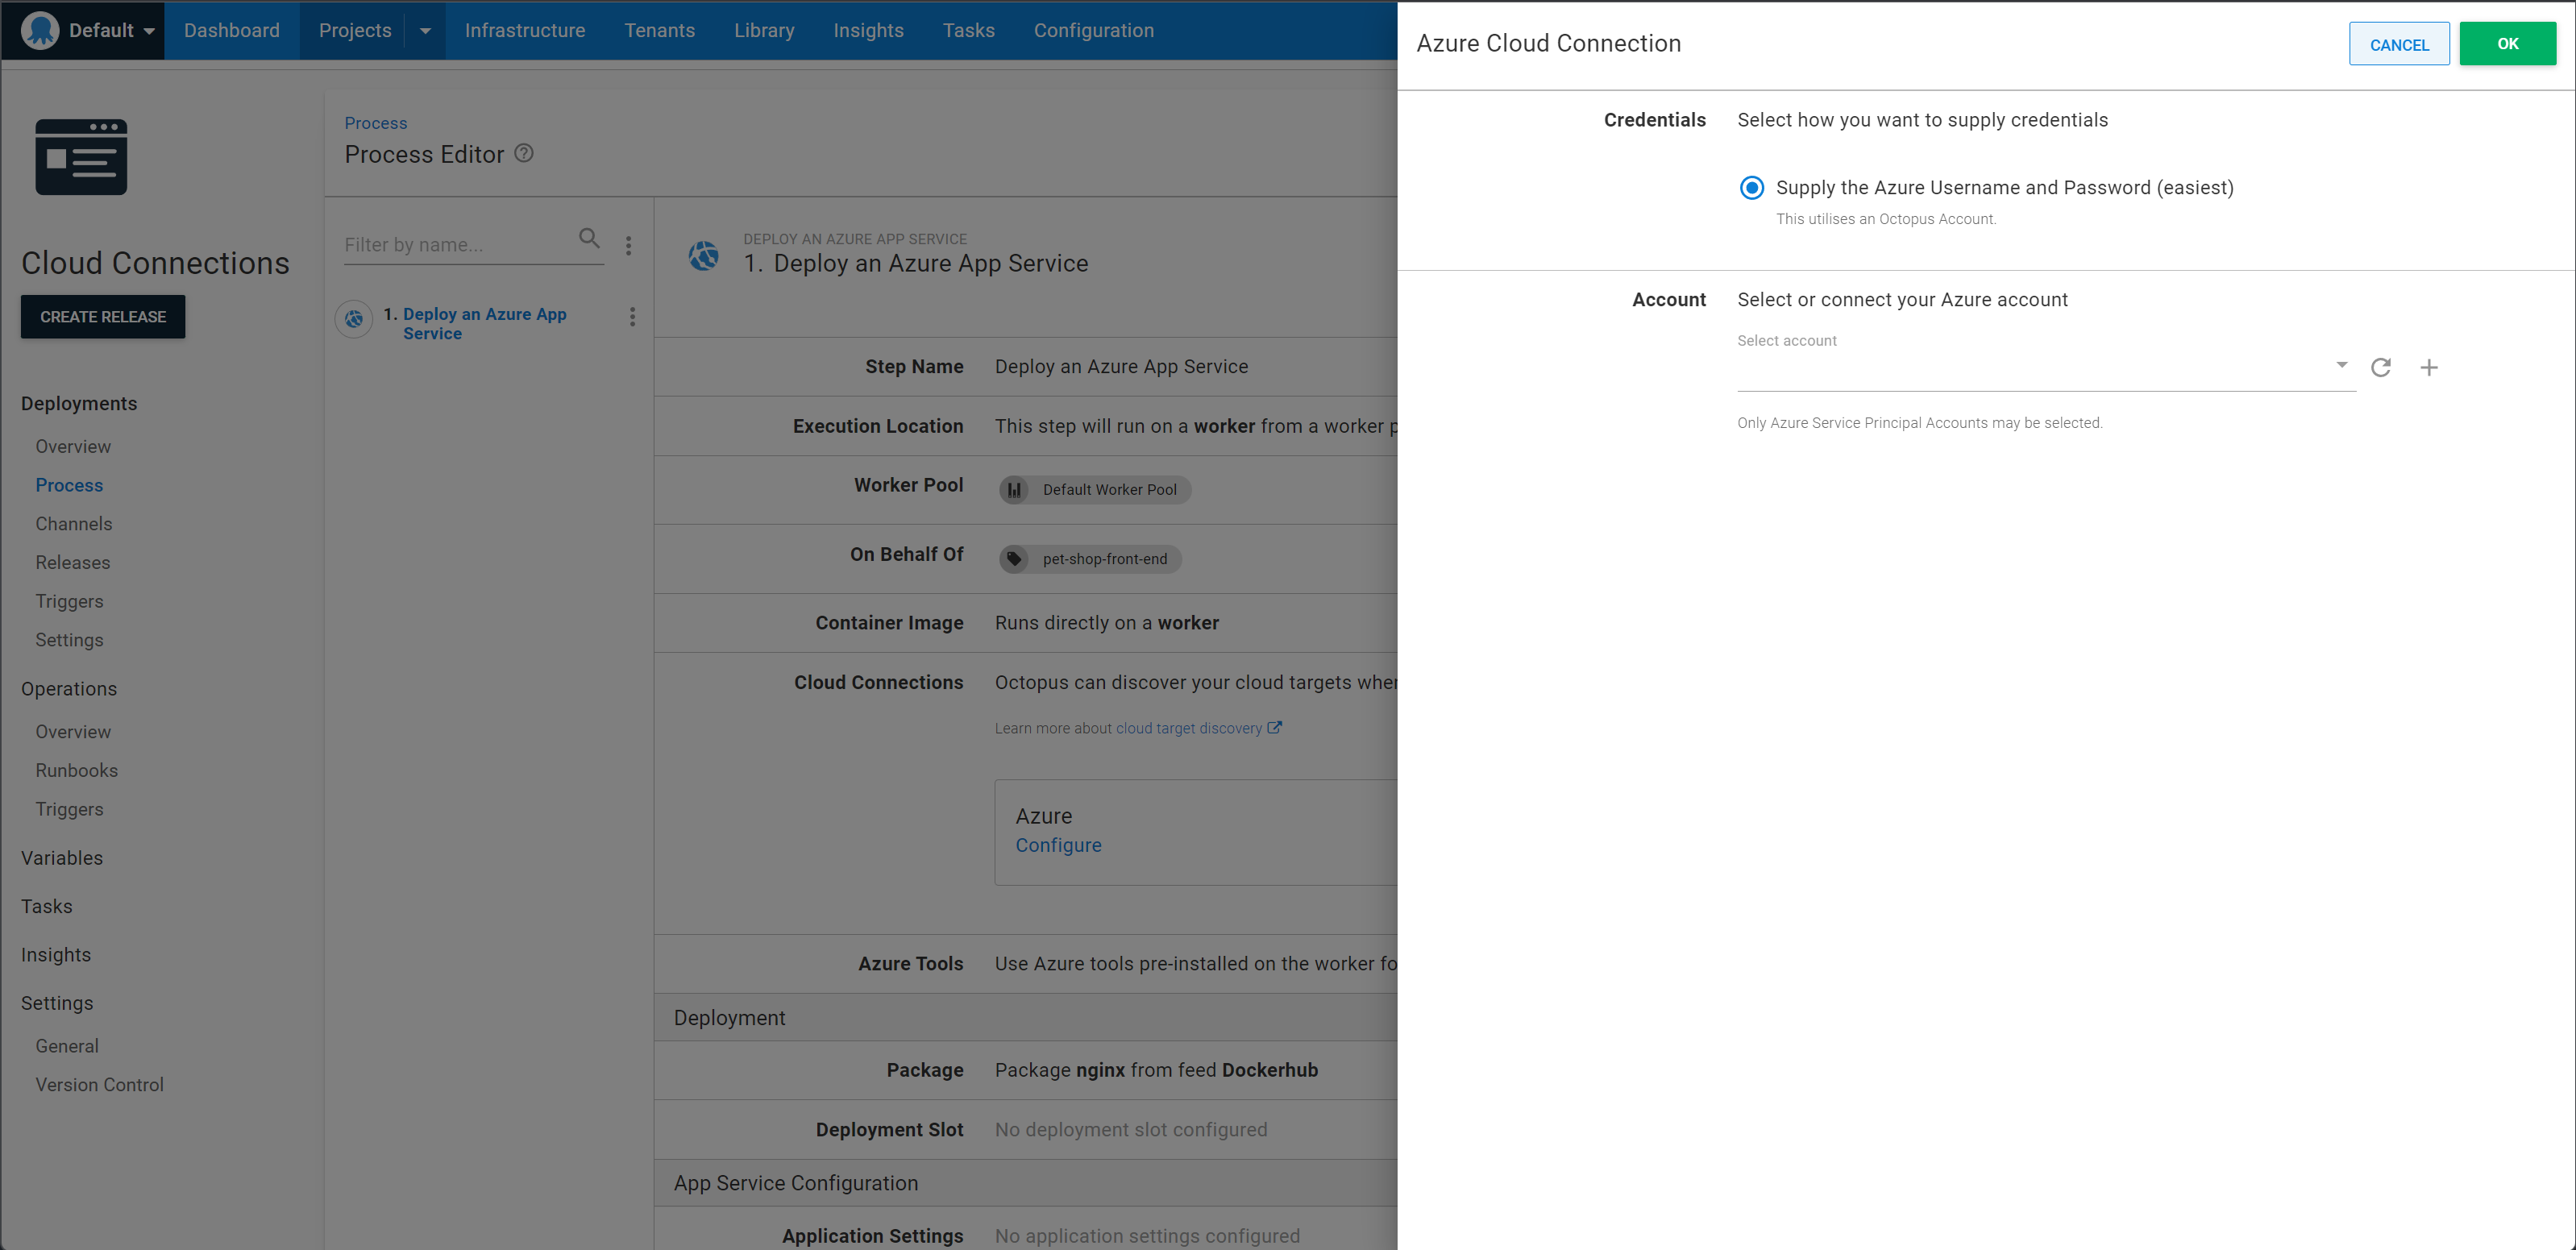 Default
Dashboard
Projects
Infrastructure
Tenants
Library
Insights
Tasks
Configuration
Cloud Connections
CREATE RELEASE
Deployments
Overview
Process
Channels
Releases
Triggers
Settings
Operations
Overview
Runbooks
Triggers
Variables
Tasks
Insights
Settings
General
Version Control
Process
Process Editor
Filter by name...
1. Deploy an Azure App
Service
DEPLOY AN AZURE APP SERVICE
1. Deploy an Azure App Service
Step Name Deploy an Azure App Service
Execution Location This step will run on a worker from a worker p
Worker Pool Default Worker Pool
On Behalf Of pet-shop-front-end
Container Image Runs directly on a worker
Cloud Connections Octopus can discover your cloud targets when
Learn more about cloud target discovery
Azure
Configure
Azure Tools Use Azure tools pre-installed on the worker fo
Deployment
Package Package nginx from feed Dockerhub
Deployment Slot No deployment slot configured
App Service Configuration
Application Settings No application settings configured
Azure Cloud Connection
CANCEL
OK
Credentials Select how you want to supply credentials
Supply the Azure Username and Password (easiest)
This utilises an Octopus Account.
Account Select or connect your Azure account
Select account
Only Azure Service Principal Accounts may be selected.